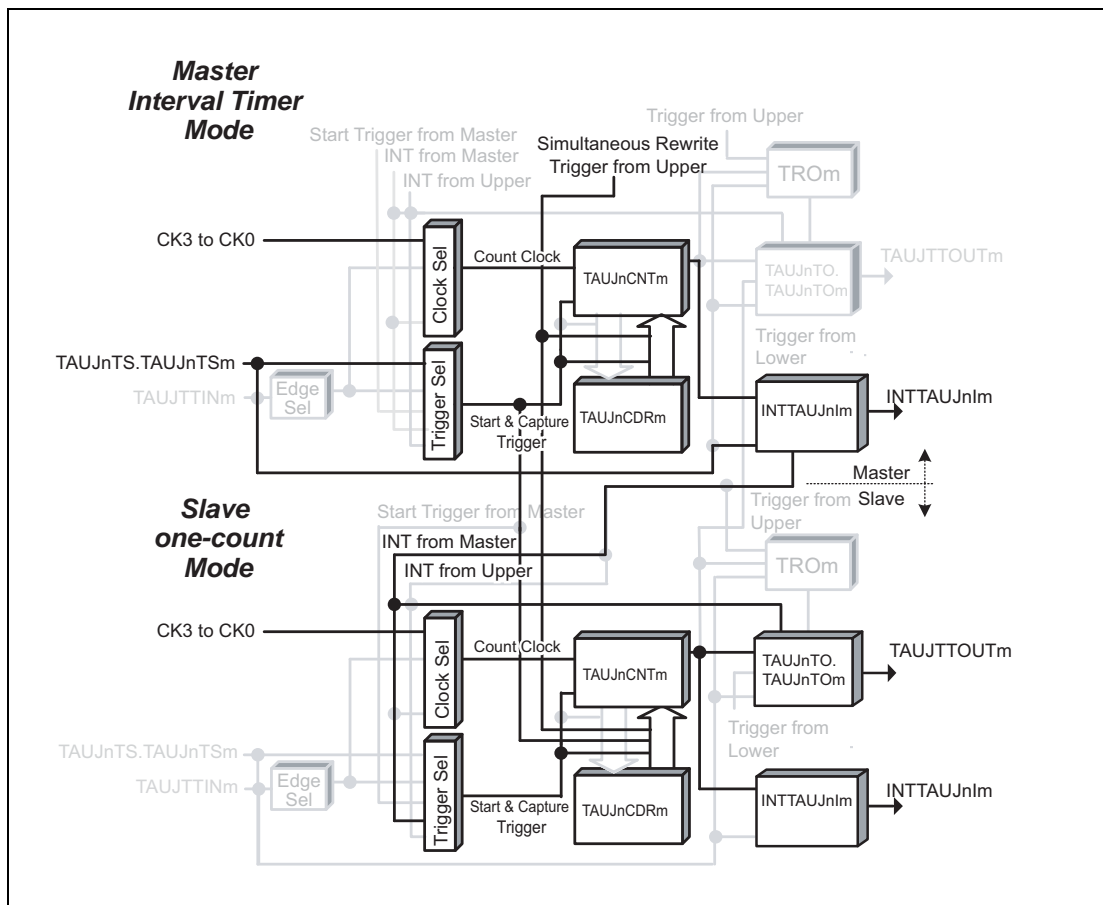 Master
Interval Timer
Mode
Trigger from Upper
Start Trigger from Master
Simultaneous Rewrite
Trigger from Upper
INT from Master
INT from Upper
TROm
CK3 to CK0
Clock Sel
Count Clock
TAUJnCNTm
TAUJnTO.
TAUJnTOm
TAUJTTOUTm
Trigger from
Lower
TAUJnTS.TAUJnTSm
TAUJTTINm
Edge
Sel
Trigger Sel
Start & Capture
Trigger
TAUJnCDRm
INTTAUJnIm
INTTAUJnIm
Master
Slave
Slave
one-count
Mode
Trigger from
Upper
Start Trigger from Master
INT from Master
INT from Upper
TROm
CK3 to CK0
Clock Sel
Count Clock
TAUJnCNTm
TAUJnTO.
TAUJnTOm
TAUJTTOUTm
Trigger from
Lower
TAUJnTS.TAUJnTSm
TAUJTTINm
Edge
Sel
Trigger Sel
Start & Capture
Trigger
TAUJnCDRm
INTTAUJnIm
INTTAUJnIm